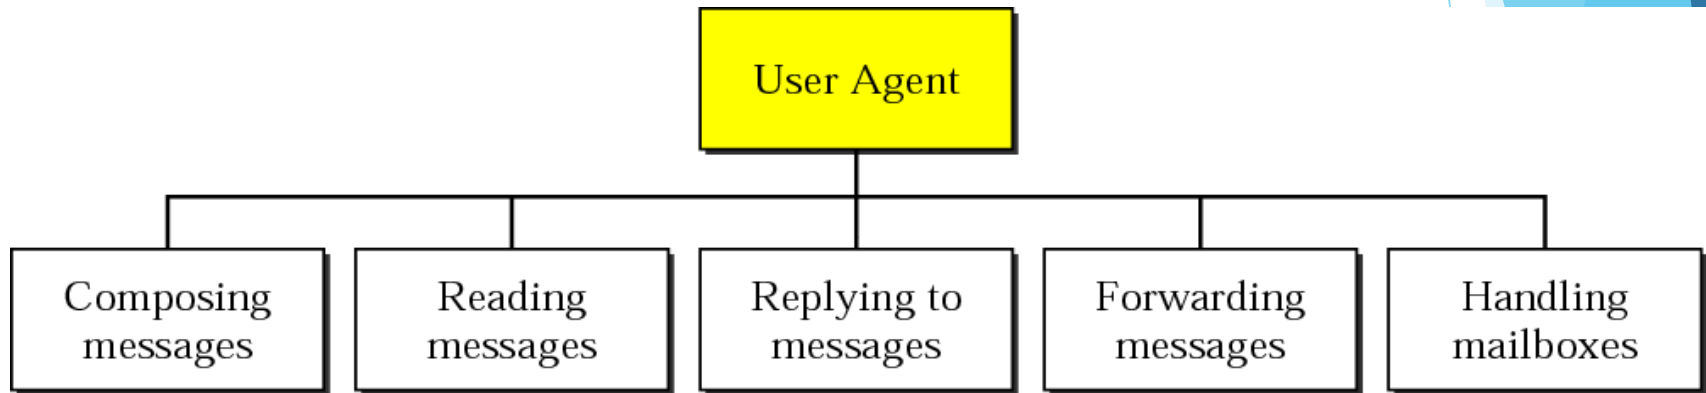 User Agent
Composing
messages
Reading
messages
Replying to
messages
Forwarding
messages
Handling
mailboxes